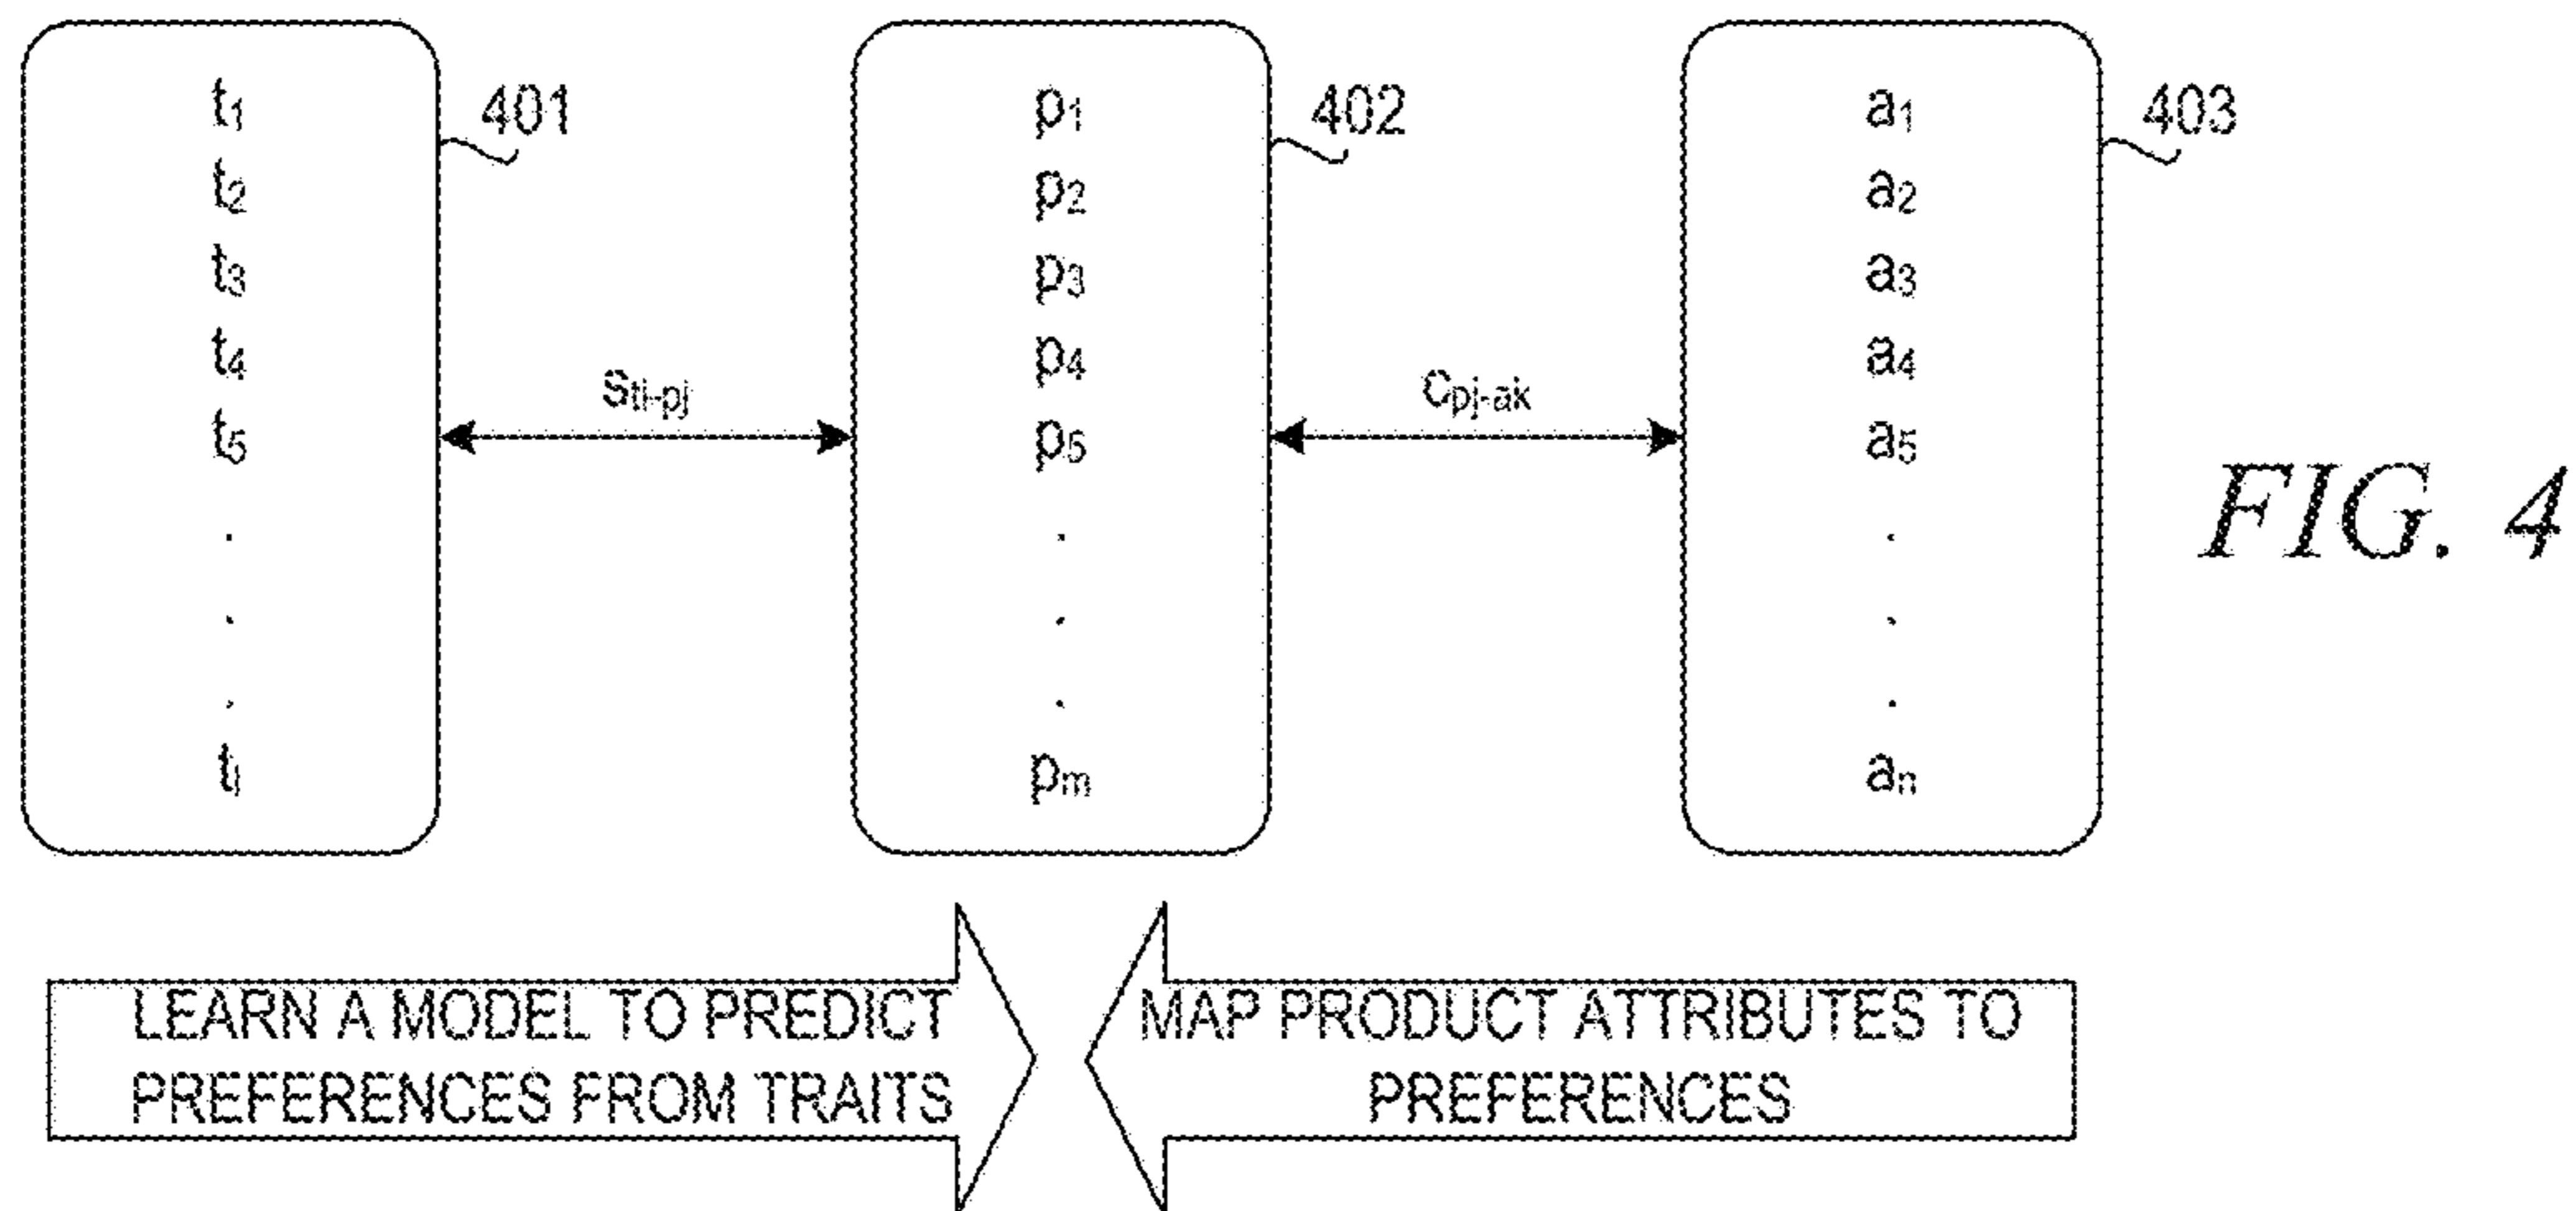 t₁
t₂
t₃
t₄
t₅
.
.
.
tₗ
401
sₜᵢ₋ₚⱼ
p₁
p₂
p₃
p₄
p₅
.
.
.
pₘ
402
c_pj-ak
a₁
a₂
a₃
a₄
a₅
.
.
.
aₙ
403
FIG. 4
LEARN A MODEL TO PREDICT
PREFERENCES FROM TRAITS
MAP PRODUCT ATTRIBUTES TO
PREFERENCES